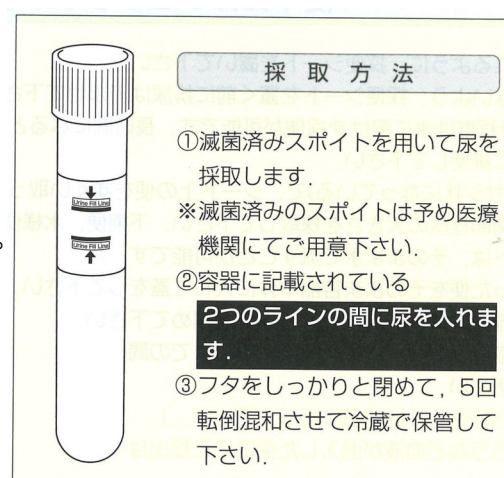 採取方法
①滅菌済みスポイトを用いて尿を
採取します.
※滅菌済みのスポイトは予め医療
機関にてご用意下さい.
②容器に記載されている
2つのラインの間に尿を入れま
す.
③フタをしっかりと閉めて，5回
転倒混和させて冷蔵で保管して
下さい.
Urine Fill Line
Urine Fill Line